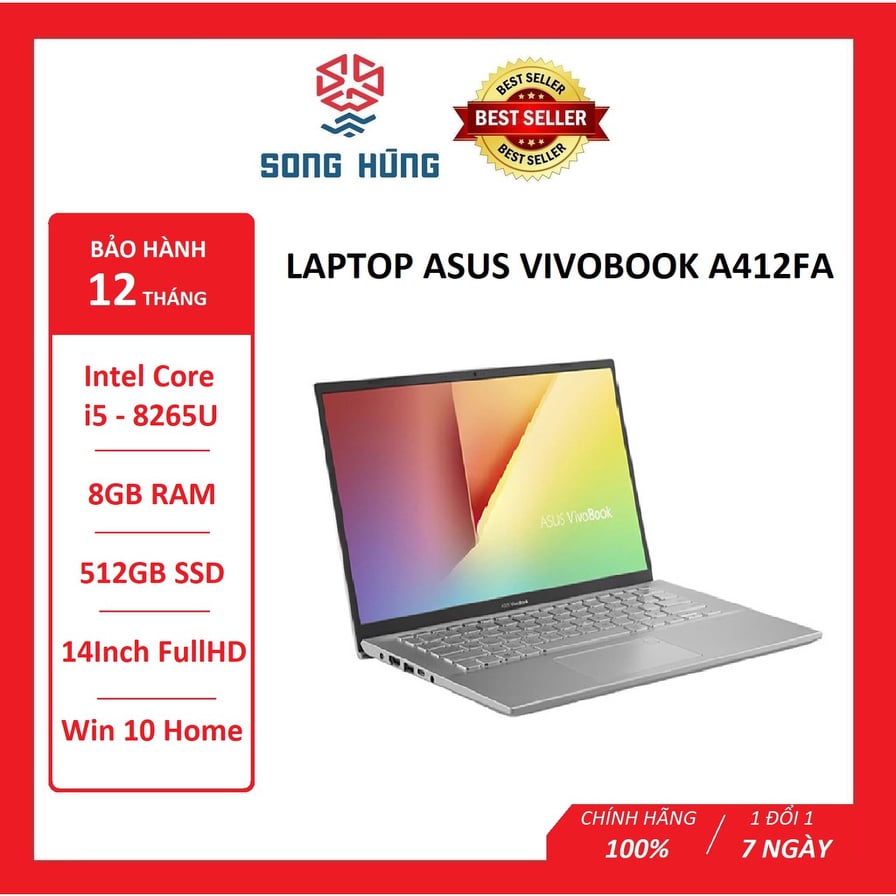 SONG HÙNG
BEST SELLER
BEST SELLER
BEST SELLER
BẢO HÀNH
12 THÁNG
Intel Core
i5 - 8265U
8GB RAM
512GB SSD
14Inch FullHD
Win 10 Home
LAPTOP ASUS VIVOBOOK A412FA
ASUS VivoBook
ASUS VivoBook
CHÍNH HÃNG
100%
1 ĐỔI 1
7 NGÀY